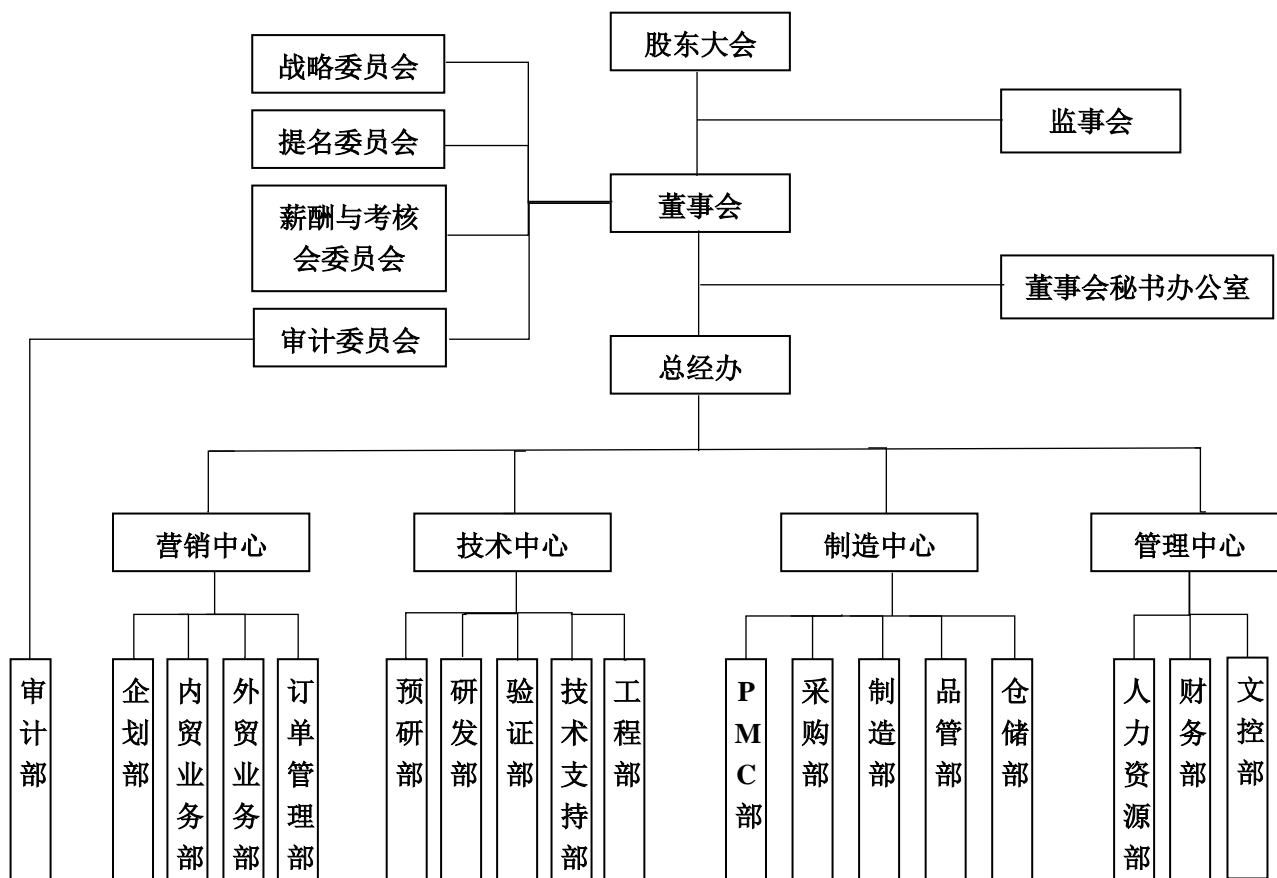 股东大会
战略委员会
监事会
提名委员会
董事会
薪酬与考核
会委员会
董事会秘书办公室
审计委员会
总经办
营销中心
技术中心
制造中心
管理中心
审计部
企划部
内贸业务部
外贸业务部
订单管理部
预研部
研发部
验证部
技术支持部
工程部
PMC部
采购部
制造部
品管部
仓储部
人力资源部
财务部
文控部